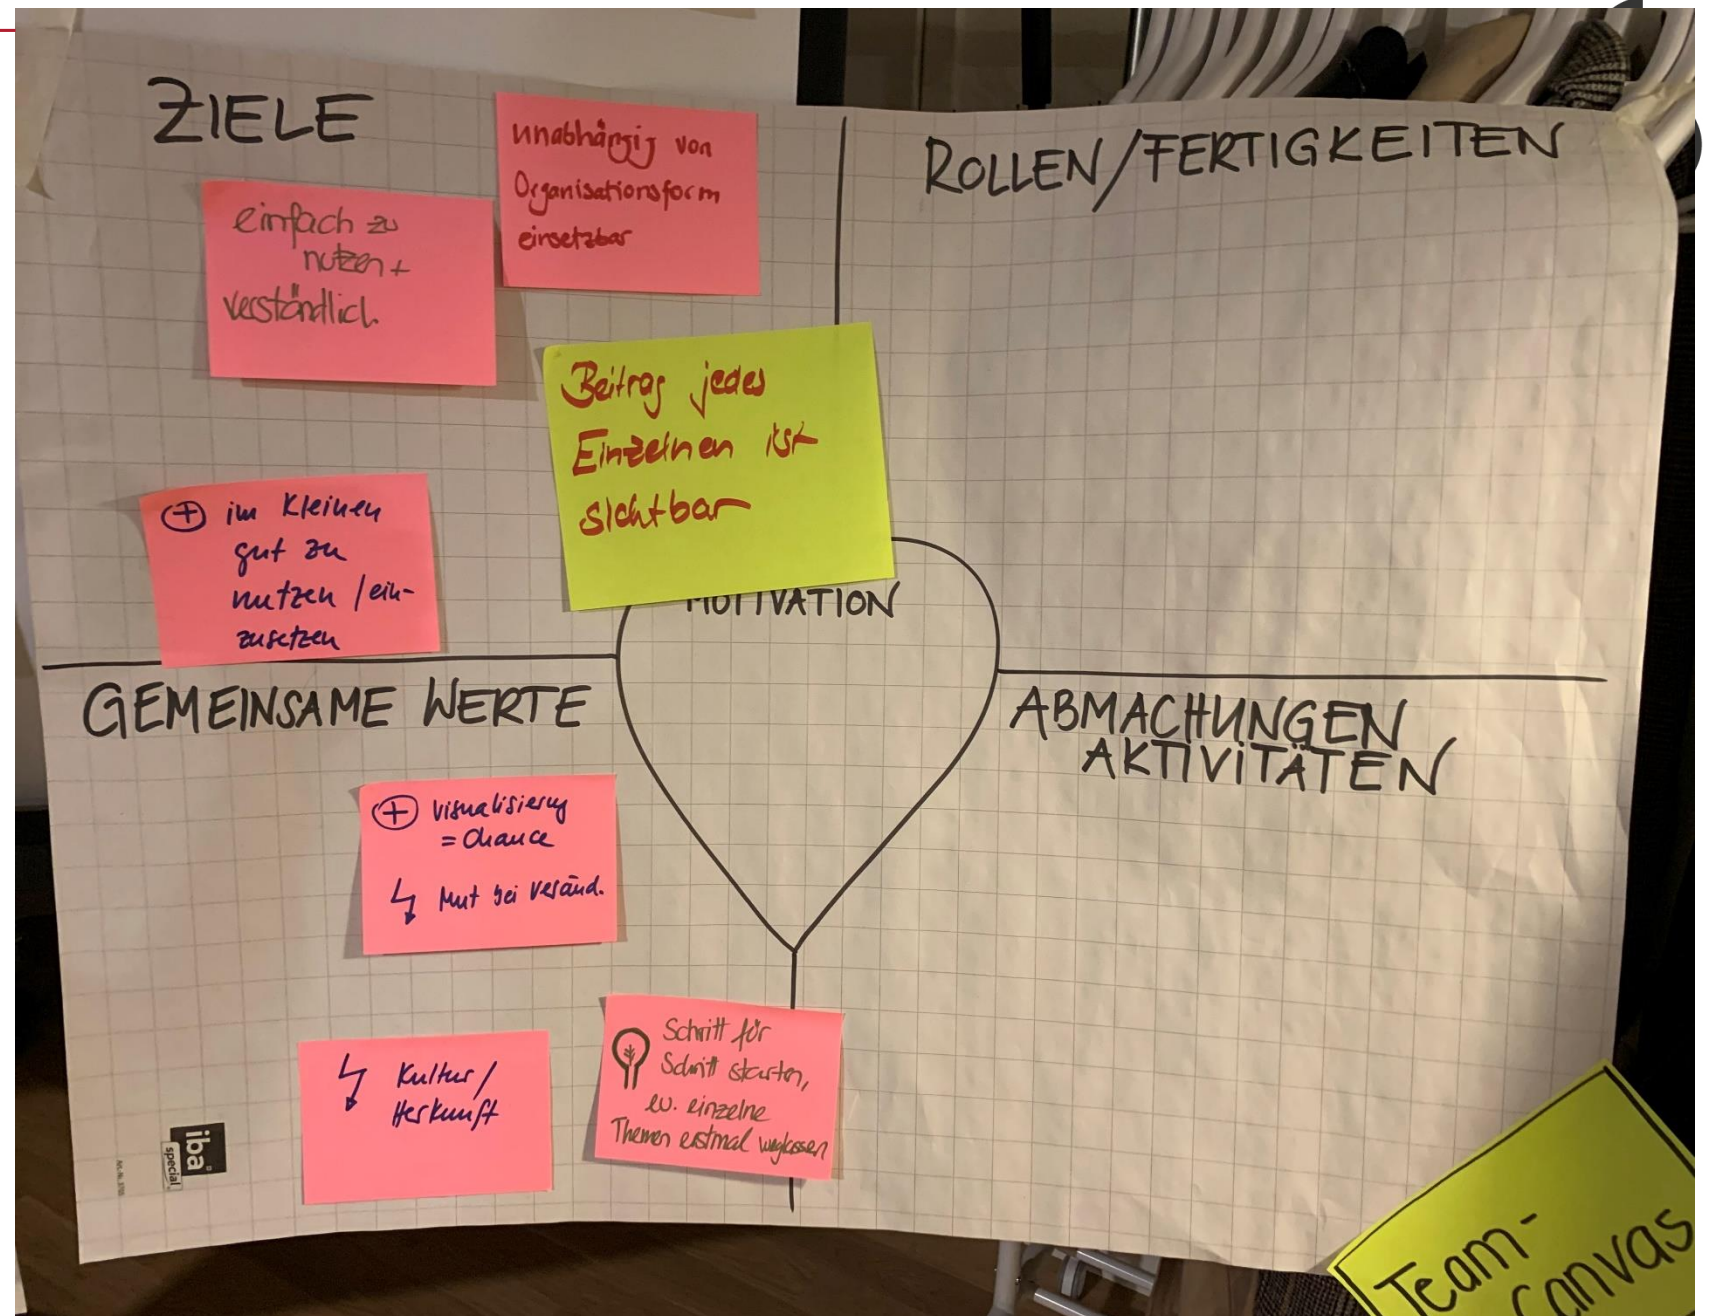 ZIELE
unabhängig von
Organisationsform
einsetzbar
einfach zu
nutzen +
verständlich
Beitrag jedes
Einzelnen ist
sichtbar
⊕ im Kleinen
gut zu
nutzen / ein-
zusetzen
ROLLEN/FERTIGKEITEN
MOTIVATION
GEMEINSAME WERTE
⊕ Visualisierung
= Chance
↯ Mut bei Veränd.
↯ Kultur /
Herkunft
Schritt für
Schritt starten,
ev. einzelne
Themen erstmal weglassen
ABMACHUNGEN
AKTIVITÄTEN
iba
special
Team-
Canvas